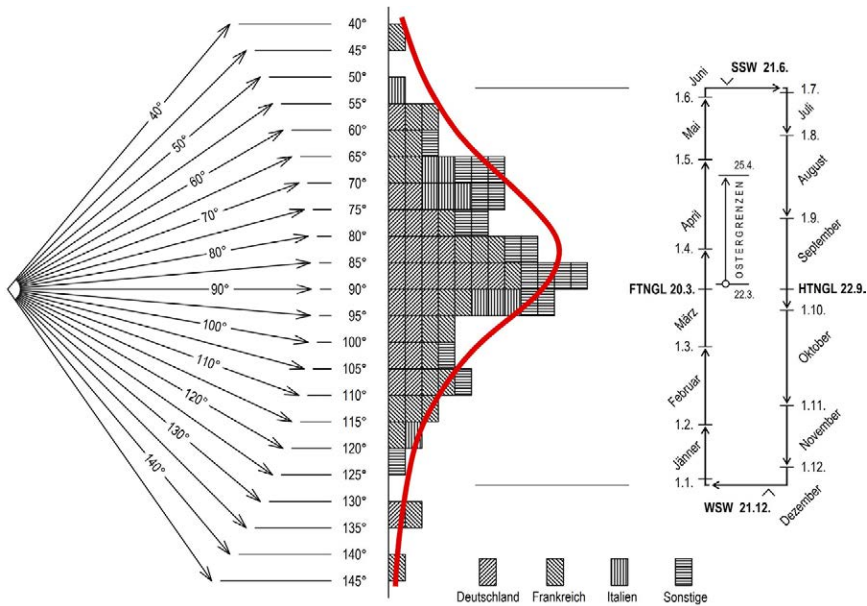 40°
50°
60°
70°
80°
90°
100°
110°
120°
130°
140°
40°
45°
50°
55°
60°
65°
70°
75°
80°
85°
90°
95°
100°
105°
110°
115°
120°
125°
130°
135°
140°
145°
Deutschland
Frankreich
Italien
Sonstige
SSW 21.6.
Juni
1.6.
Mai
1.5.
April
1.4.
FTNGL 20.3.
März
1.3.
Februar
1.2.
Jänner
1.1.
25.4.
OSTERGRENZEN
22.3.
1.7.
Juli
1.8.
August
1.9.
September
HTNGL 22.9.
1.10.
Oktober
1.11.
November
1.12.
Dezember
WSW 21.12.